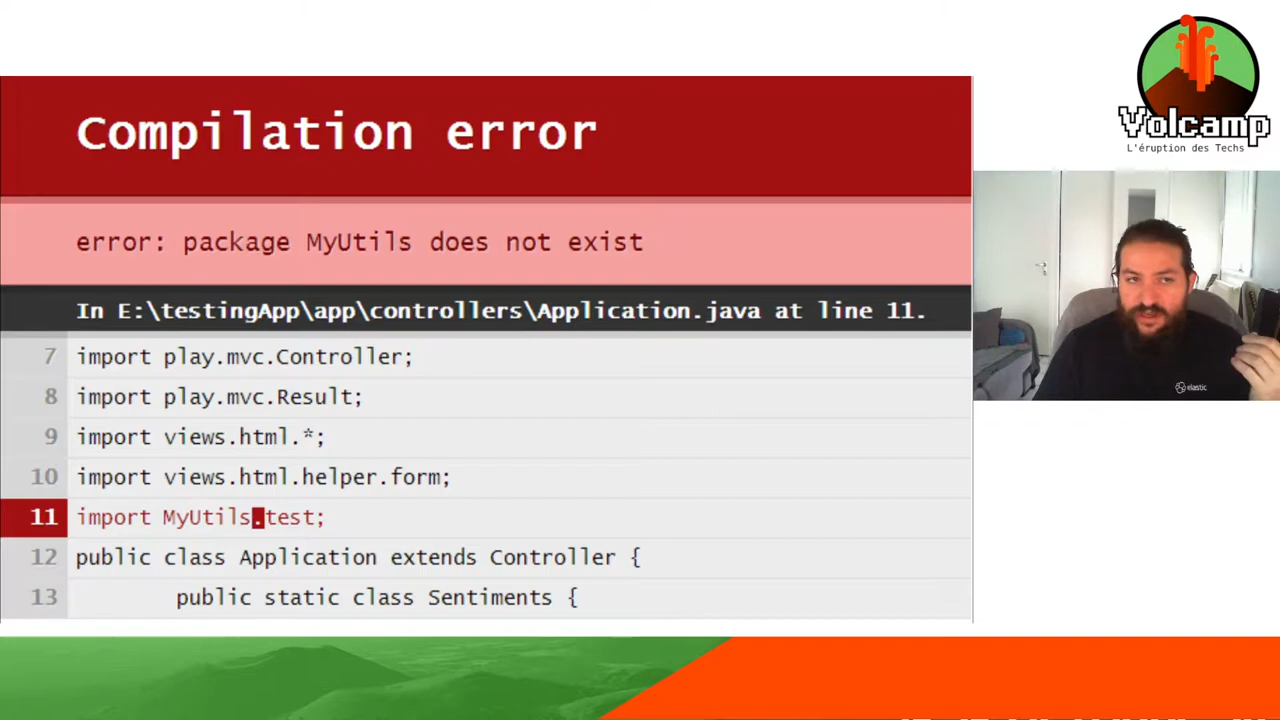 Volcamp
L'éruption des Techs
Compilation error
error: package MyUtils does not exist
In E:\testingApp\app\controllers\Application.java at line 11.
7 import play.mvc.Controller;
8 import play.mvc.Result;
9 import views.html.*;
10 import views.html.helper.form;
11 import MyUtils.test;
12 public class Application extends Controller {
13 public static class Sentiments {
elastic